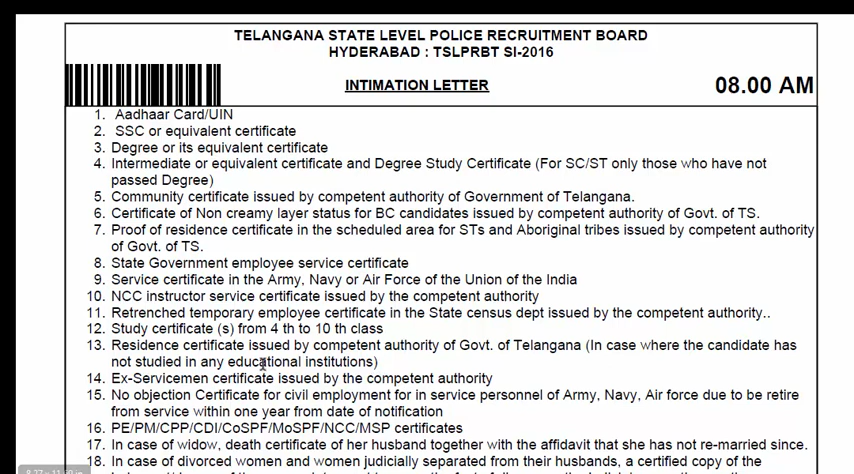 TELANGANA STATE LEVEL POLICE RECRUITMENT BOARD
HYDERABAD : TSLPRBT SI-2016
INTIMATION LETTER
08.00 AM
1. Aadhaar Card/UIN
2. SSC or equivalent certificate
3. Degree or its equivalent certificate
4. Intermediate or equivalent certificate and Degree Study Certificate (For SC/ST only those who have not
passed Degree)
5. Community certificate issued by competent authority of Government of Telangana.
6. Certificate of Non creamy layer status for BC candidates issued by competent authority of Govt. of TS.
7. Proof of residence certificate in the scheduled area for STs and Aboriginal tribes issued by competent authority
of Govt. of TS.
8. State Government employee service certificate
9. Service certificate in the Army, Navy or Air Force of the Union of the India
10. NCC instructor service certificate issued by the competent authority
11. Retrenched temporary employee certificate in the State census dept issued by the competent authority..
12. Study certificate (s) from 4 th to 10 th class
13. Residence certificate issued by competent authority of Govt. of Telangana (In case where the candidate has
not studied in any educational institutions)
14. Ex-Servicemen certificate issued by the competent authority
15. No objection Certificate for civil employment for in service personnel of Army, Navy, Air force due to be retire
from service within one year from date of notification
16. PE/PM/CPP/CDI/CoSPF/MoSPF/NCC/MSP certificates
17. In case of widow, death certificate of her husband together with the affidavit that she has not re-married since.
18. In case of divorced women and women judicially separated from their husbands, a certified copy of the